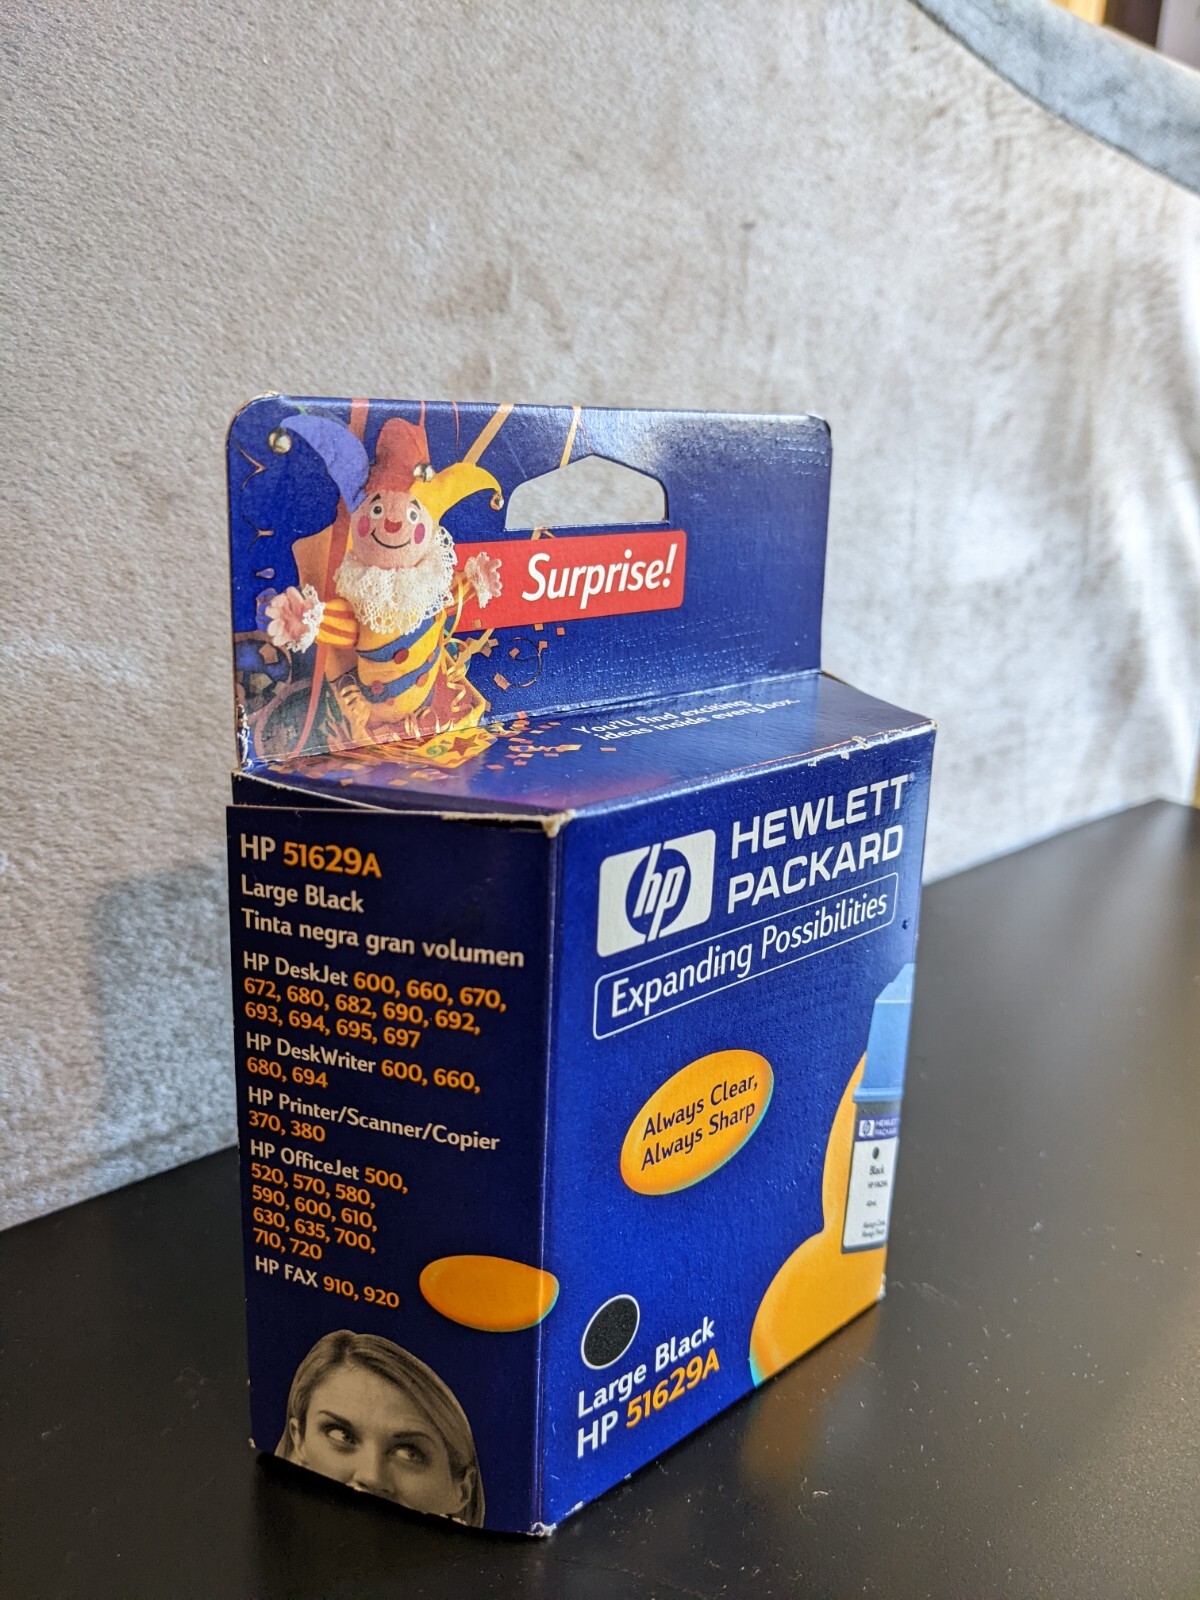 Surprise!
You'll find exciting
ideas inside every box.
HP 51629A
Large Black
Tinta negra gran volumen
HP DeskJet 600, 660, 670,
672, 680, 682, 690, 692,
693, 694, 695, 697
HP DeskWriter 600, 660,
680, 694
HP Printer/Scanner/Copier
370, 380
HP OfficeJet 500,
520, 570, 580,
590, 600, 610,
630, 635, 700,
710, 720
HP FAX 910, 920
hp
HEWLETT®
PACKARD
Expanding Possibilities
Always Clear,
Always Sharp
HEWLETT
PACKARD
Black
Large Black
HP 51629A